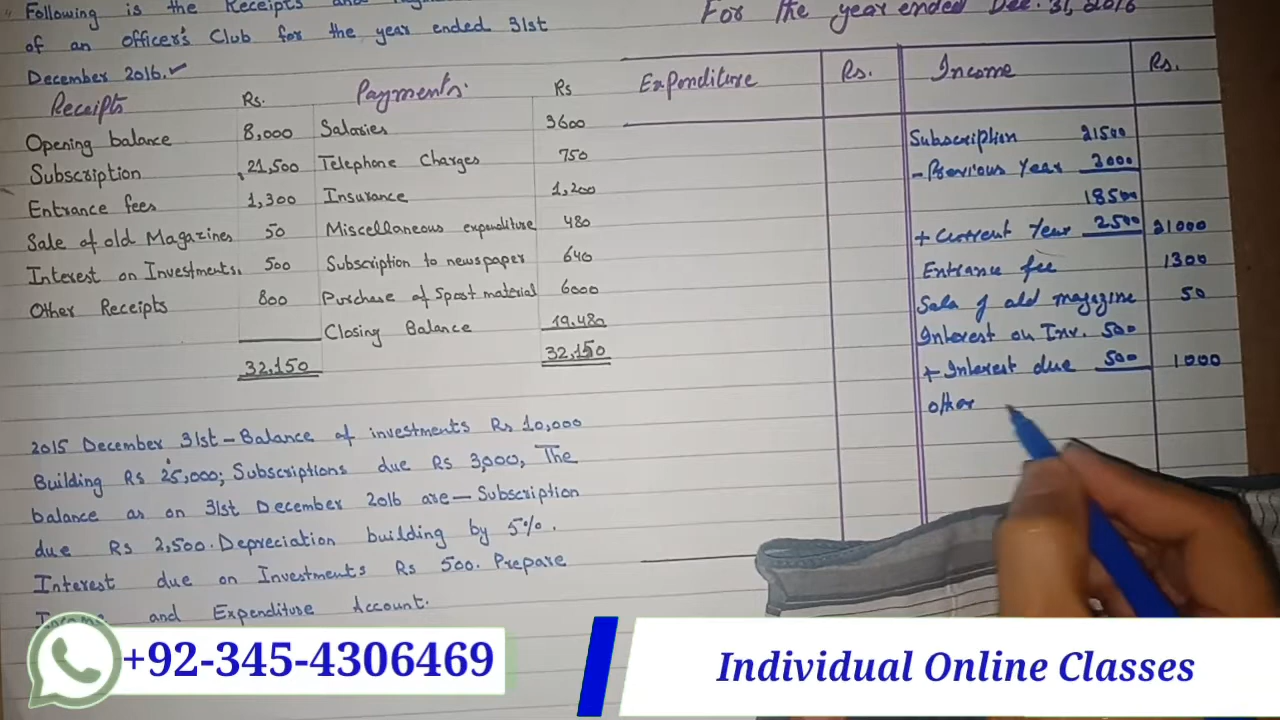 Following is the Receipts and
of an officer's Club for the year ended 31st
December 2016.
Receipts Rs. Payments. Rs
Opening balance 8,000 Salaries 3600
Subscription 21,500 Telephone Charges 750
Entrance fees 1,300 Insurance 1,200
Sale of old Magazines 50 Miscellaneous expenditure 480
Interest on Investments. 500 Subscription to newspaper 640
Other Receipts 800 Purchase of Spost material 6000
Closing Balance 19.480
32,150 32,150
2015 December 31st - Balance of investments Rs 10,000
Building Rs 25,000; Subscriptions due Rs 3,000, The
balance as on 31st December 2016 are - Subscription
due Rs 2,500. Depreciation building by 5%.
Interest due on Investments Rs 500. Prepare
and Expenditure Account.
For the year ended Dec. 31, 2016
Expenditure Rs. Income Rs.
Subscription 21500
- Previous Year 3000
18500
+ Current Year 2500 21000
Entrance fee 1300
Sale of old magazine 50
Interest on Inv. 500
+ Interest due 500 1000
other
+92-345-4306469
Individual Online Classes